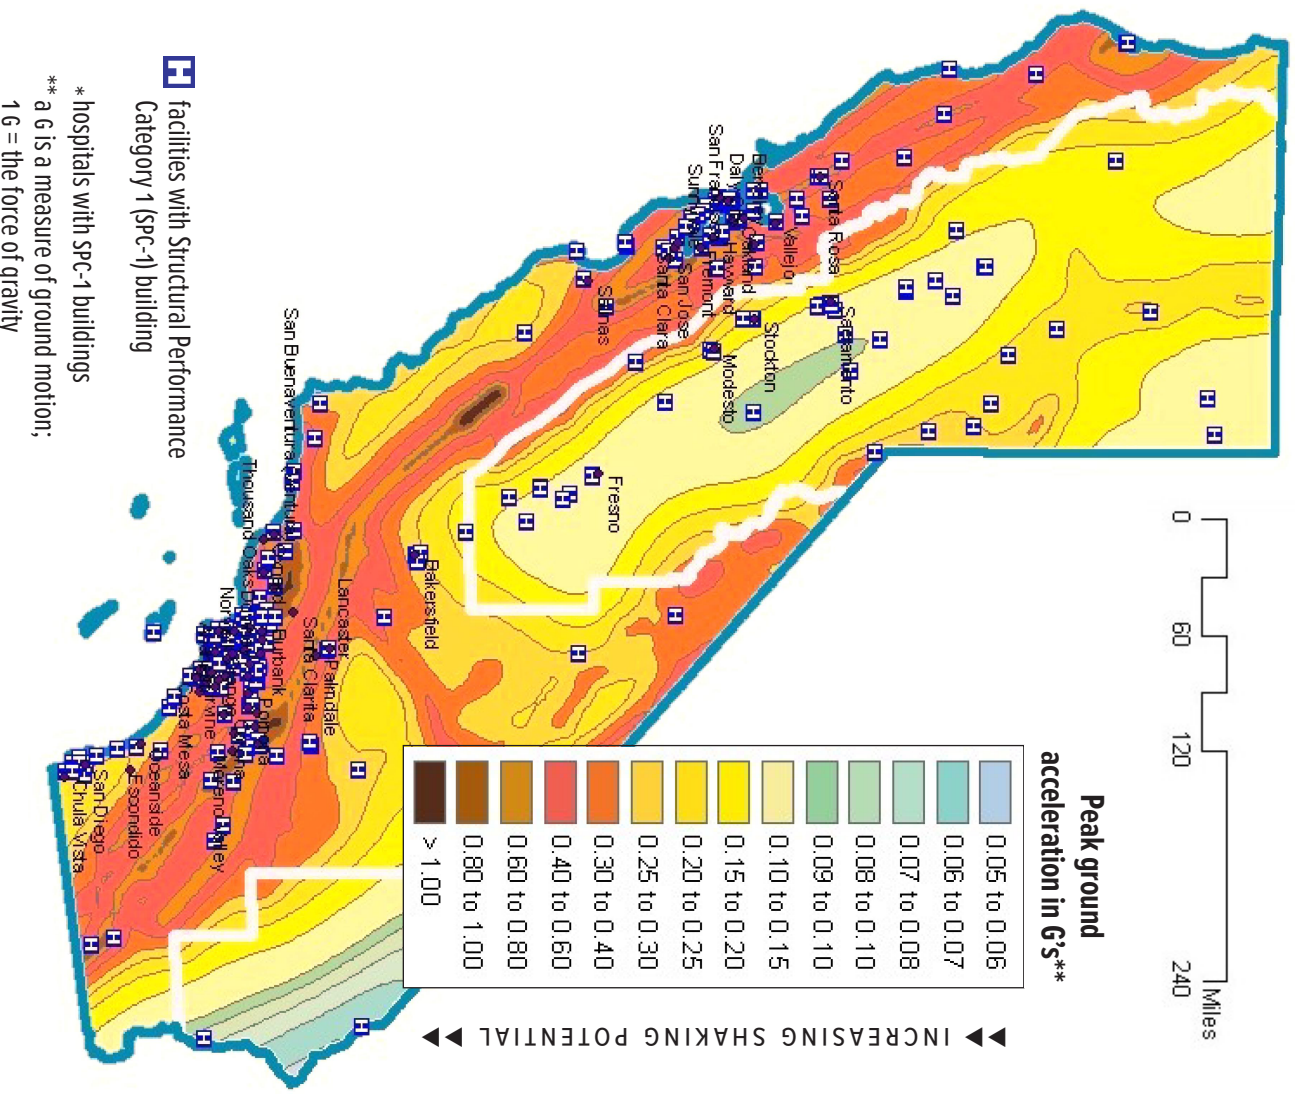 Peak ground
acceleration in G's**
0.05 to 0.06
0.06 to 0.07
0.07 to 0.08
0.08 to 0.10
0.09 to 0.10
0.10 to 0.15
0.15 to 0.20
0.20 to 0.25
0.25 to 0.30
0.30 to 0.40
0.40 to 0.60
0.60 to 0.80
0.80 to 1.00
> 1.00
INCREASING SHAKING POTENTIAL
0 60 120 240
Miles
Santa Rosa
Sacramento
Vallejo
Stockton
Oakland
Hayward
Fremont
Modesto
San Jose
Santa Clara
Salinas
Fresno
Bakersfield
Lancaster
Palmdale
Santa Clarita
San Buenaventura (Ventura)
Thousand Oaks
Burbank
Pomona
Irvine
Costa Mesa
Moreno Valley
Oceanside
Escondido
San Diego
Chula Vista
H facilities with Structural Performance
Category 1 (SPC-1) building
* hospitals with SPC-1 buildings
** a G is a measure of ground motion;
1 G = the force of gravity